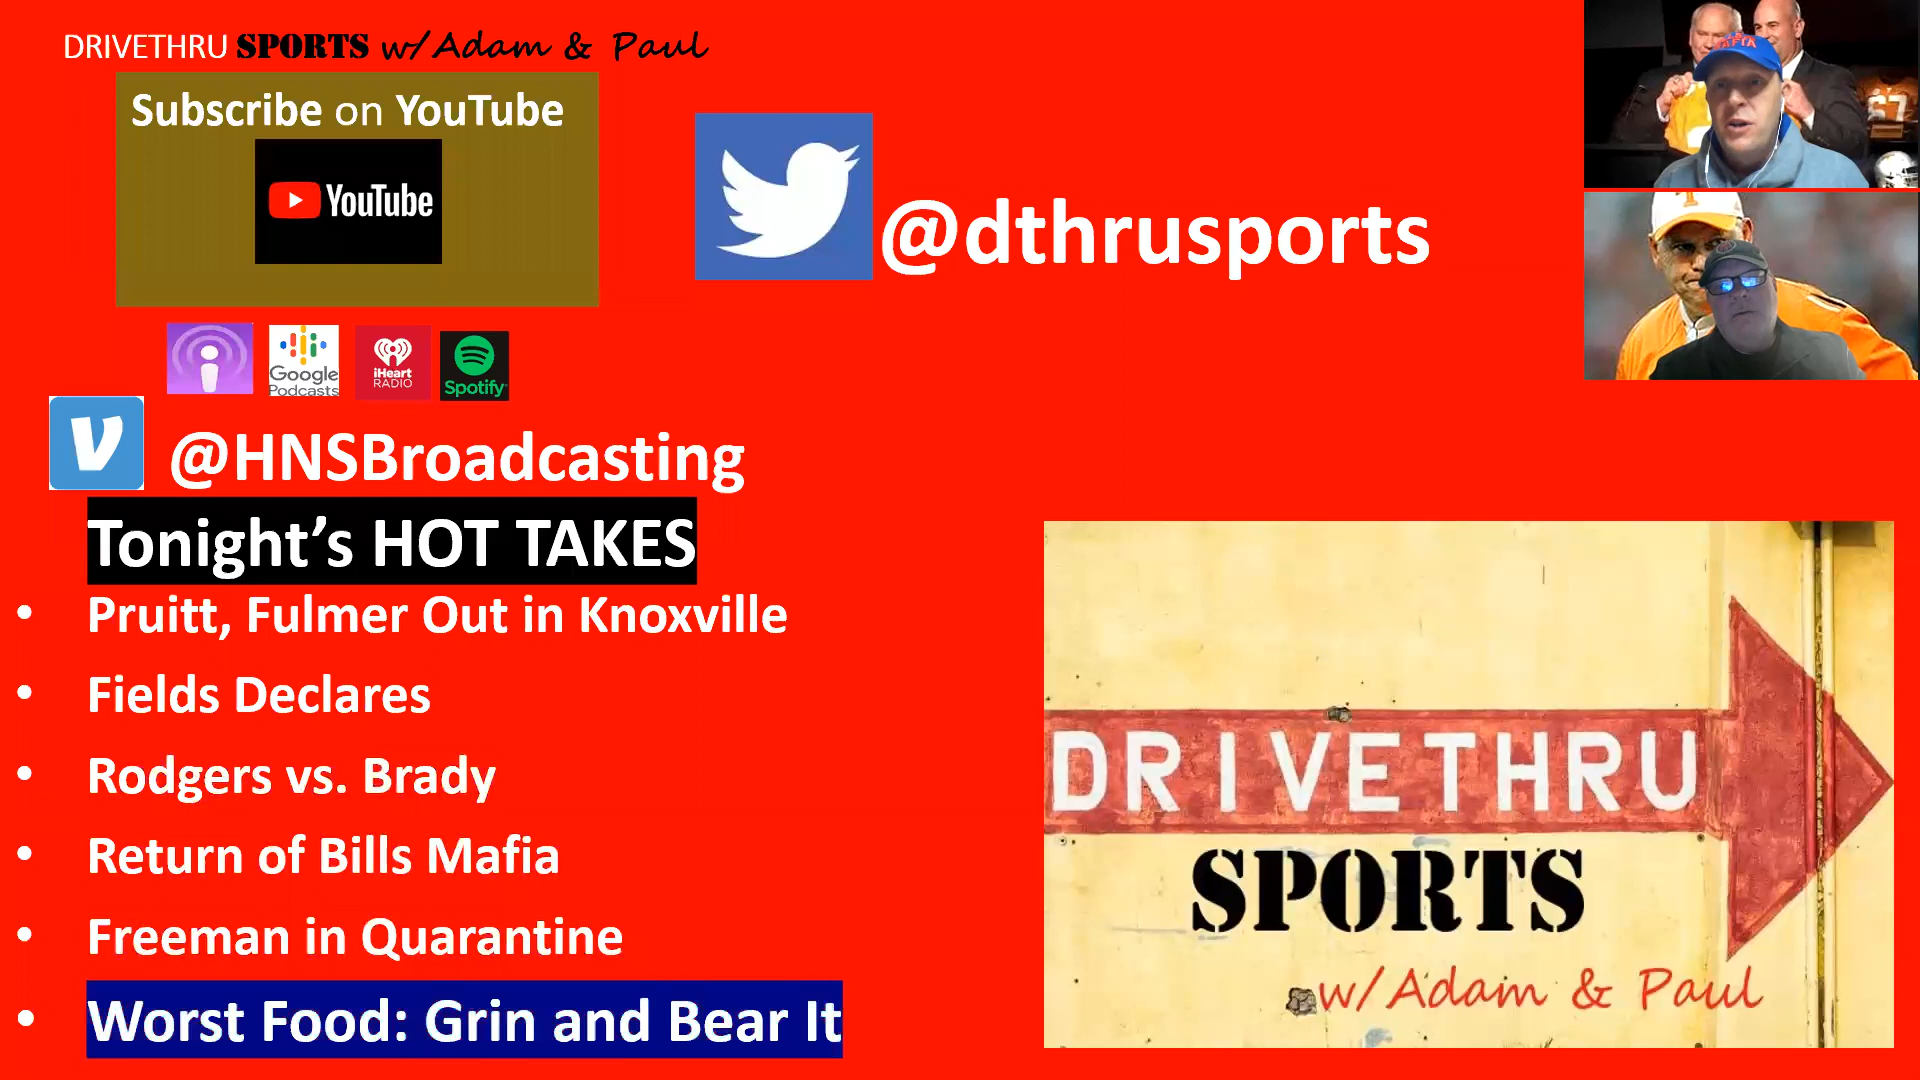 DRIVETHRU SPORTS w/Adam & Paul
Subscribe on YouTube
YouTube
@dthrusports
Google
Podcasts
iHeart
RADIO
Spotify
@HNSBroadcasting
Tonight's HOT TAKES
• Pruitt, Fulmer Out in Knoxville
• Fields Declares
• Rodgers vs. Brady
• Return of Bills Mafia
• Freeman in Quarantine
• Worst Food: Grin and Bear It
MAFIA
67
T
DRIVETHRU
SPORTS
w/Adam & Paul